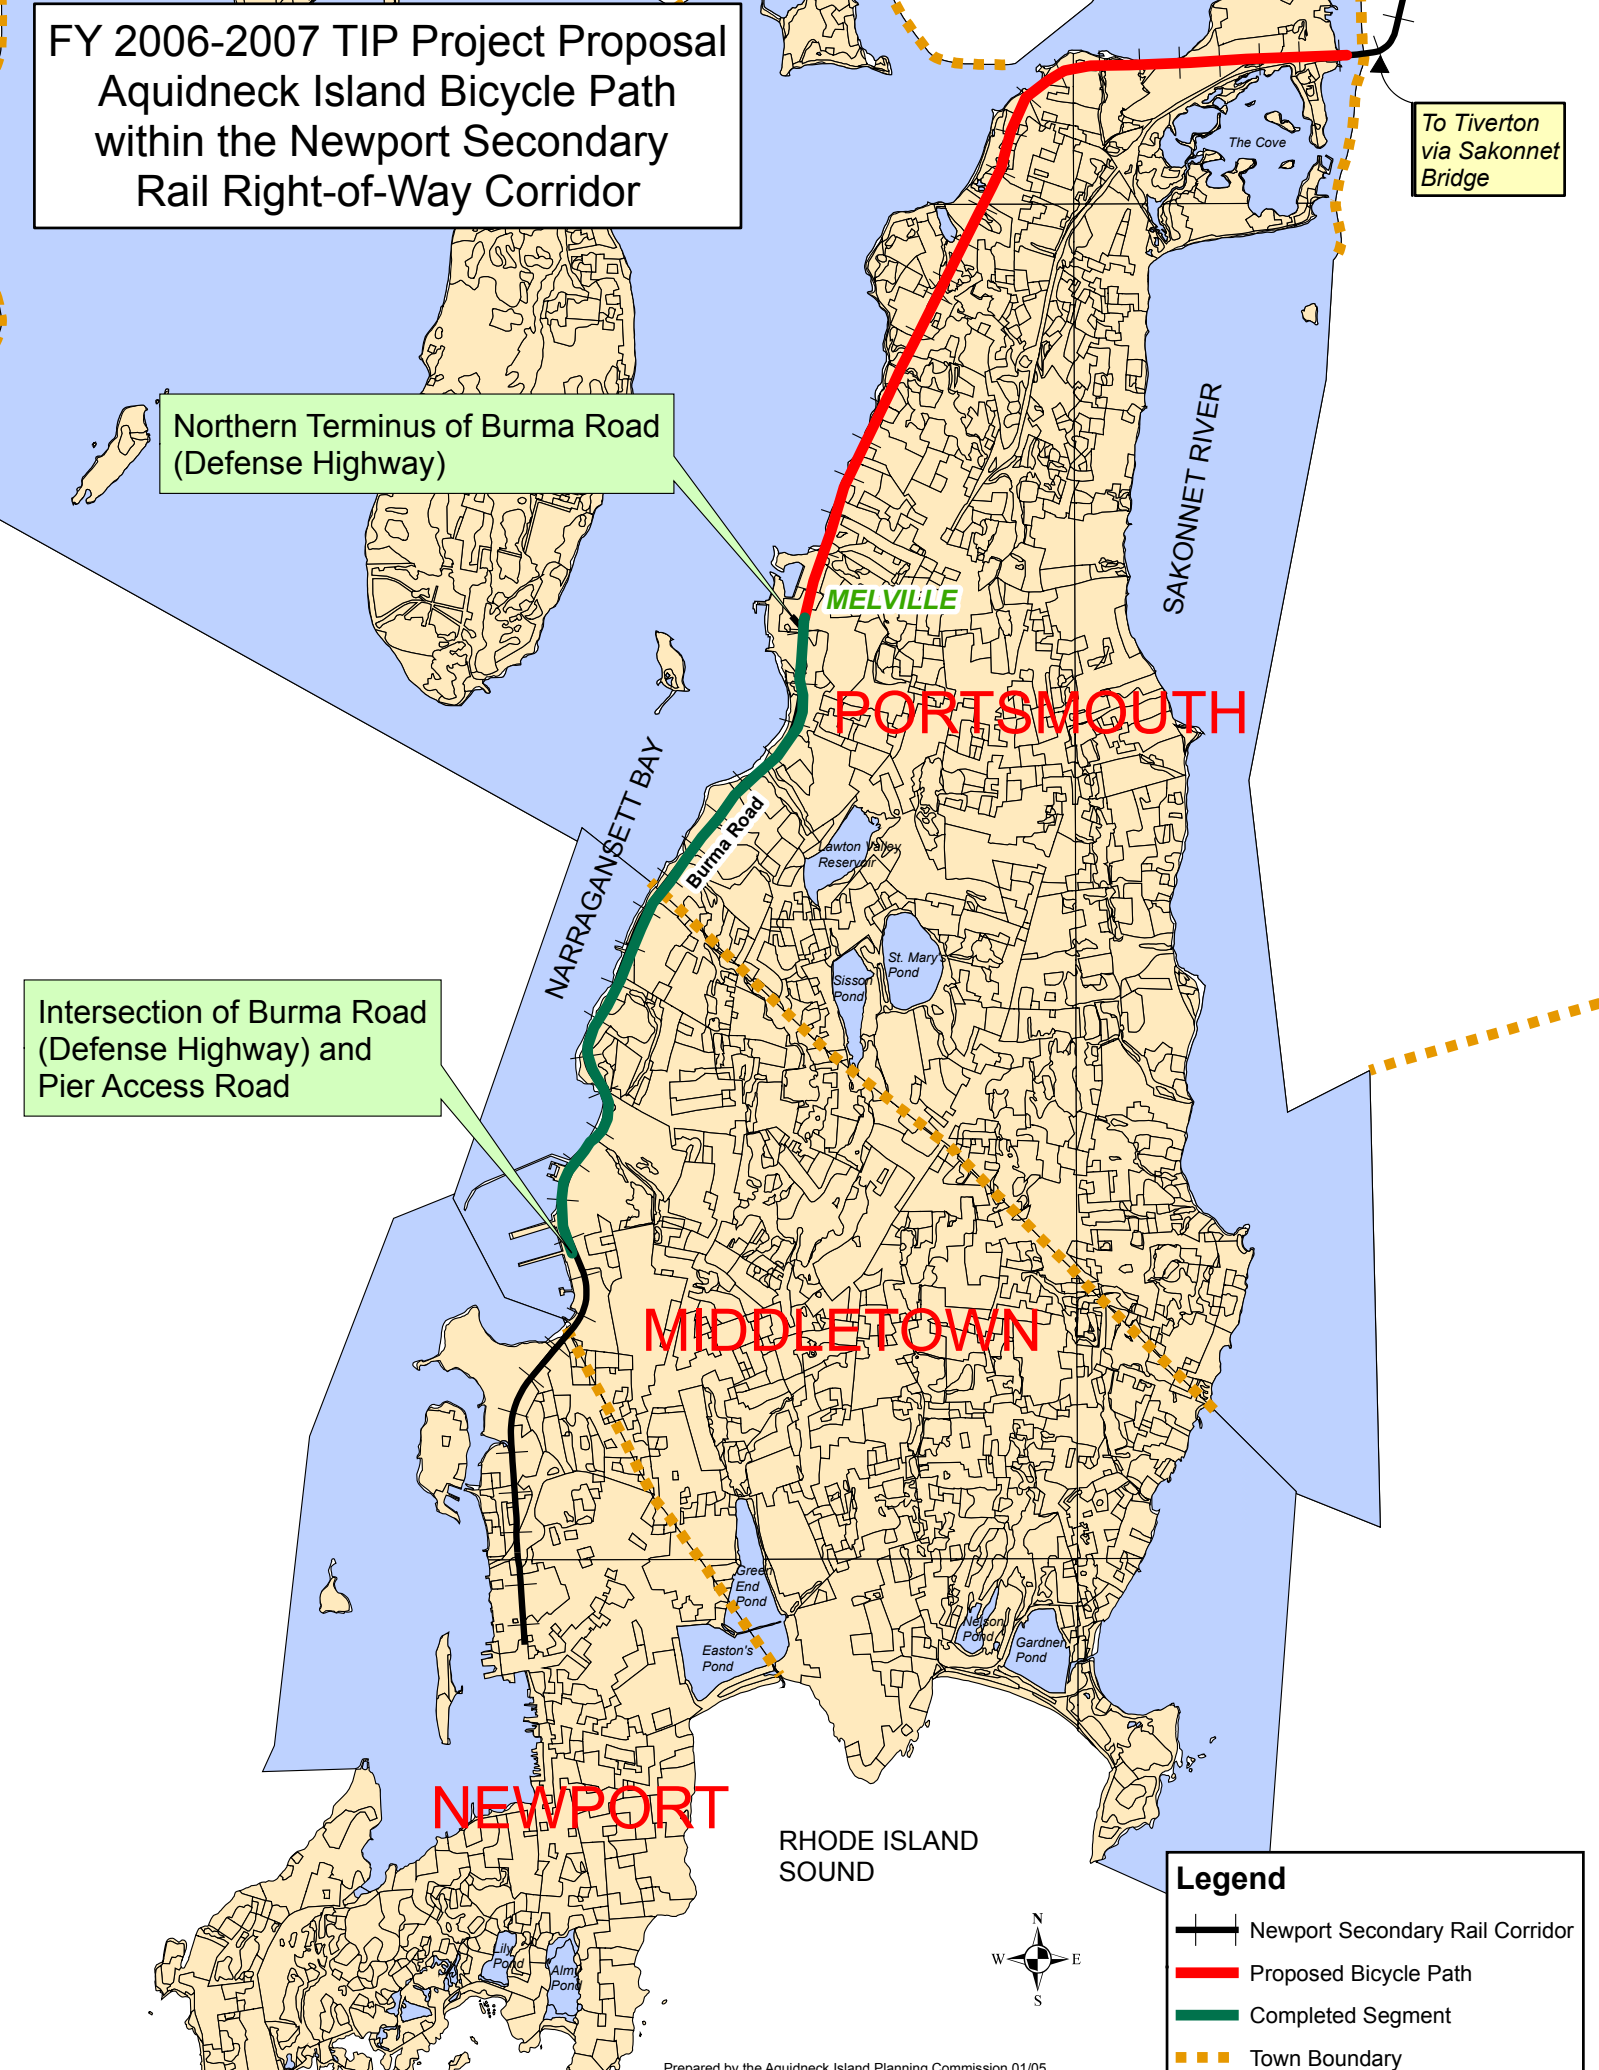 FY 2006-2007 TIP Project Proposal
Aquidneck Island Bicycle Path
within the Newport Secondary
Rail Right-of-Way Corridor
To Tiverton
via Sakonnet
Bridge
The Cove
Northern Terminus of Burma Road
(Defense Highway)
SAKONNET RIVER
MELVILLE
PORTSMOUTH
NARRAGANSETT BAY
Burma Road
Lawton Valley
Reservoir
St. Mary's
Pond
Sisson
Pond
Intersection of Burma Road
(Defense Highway) and
Pier Access Road
MIDDLETOWN
Green
End
Pond
Easton's
Pond
Nelson
Pond
Gardner
Pond
NEWPORT
RHODE ISLAND
SOUND
Lily
Pond
Almy
Pond
N
W E
S
Legend
Newport Secondary Rail Corridor
Proposed Bicycle Path
Completed Segment
Town Boundary
Prepared by the Aquidneck Island Planning Commission 01/05